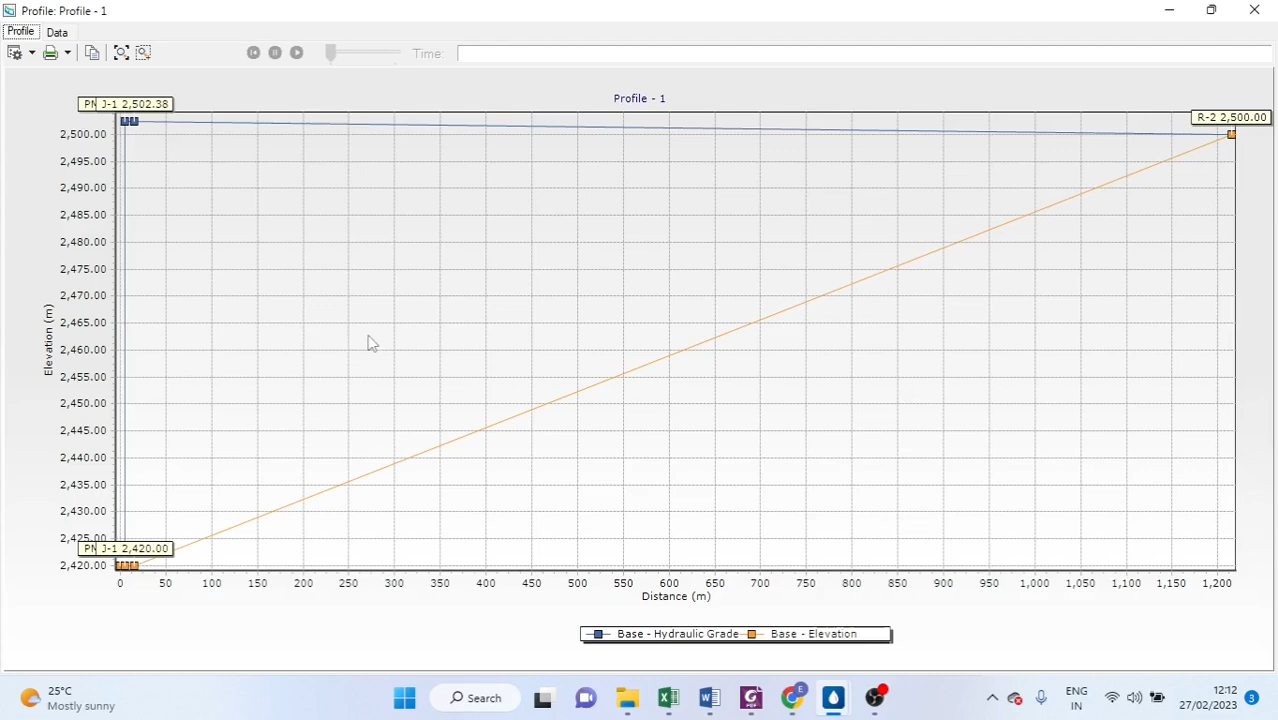 Profile: Profile - 1
Profile Data
Time:
Profile - 1
PN J-1 2,502.38
R-2 2,500.00
2,500.00
2,495.00
2,490.00
2,485.00
2,480.00
2,475.00
2,470.00
2,465.00
2,460.00
2,455.00
2,450.00
2,445.00
2,440.00
2,435.00
2,430.00
2,425.00
2,420.00
Elevation (m)
PN J-1 2,420.00
0 50 100 150 200 250 300 350 400 450 500 550 600 650 700 750 800 850 900 950 1,000 1,050 1,100 1,150 1,200
Distance (m)
Base - Hydraulic Grade Base - Elevation
25°C
Mostly sunny
Search
ENG
IN
12:12
27/02/2023
3